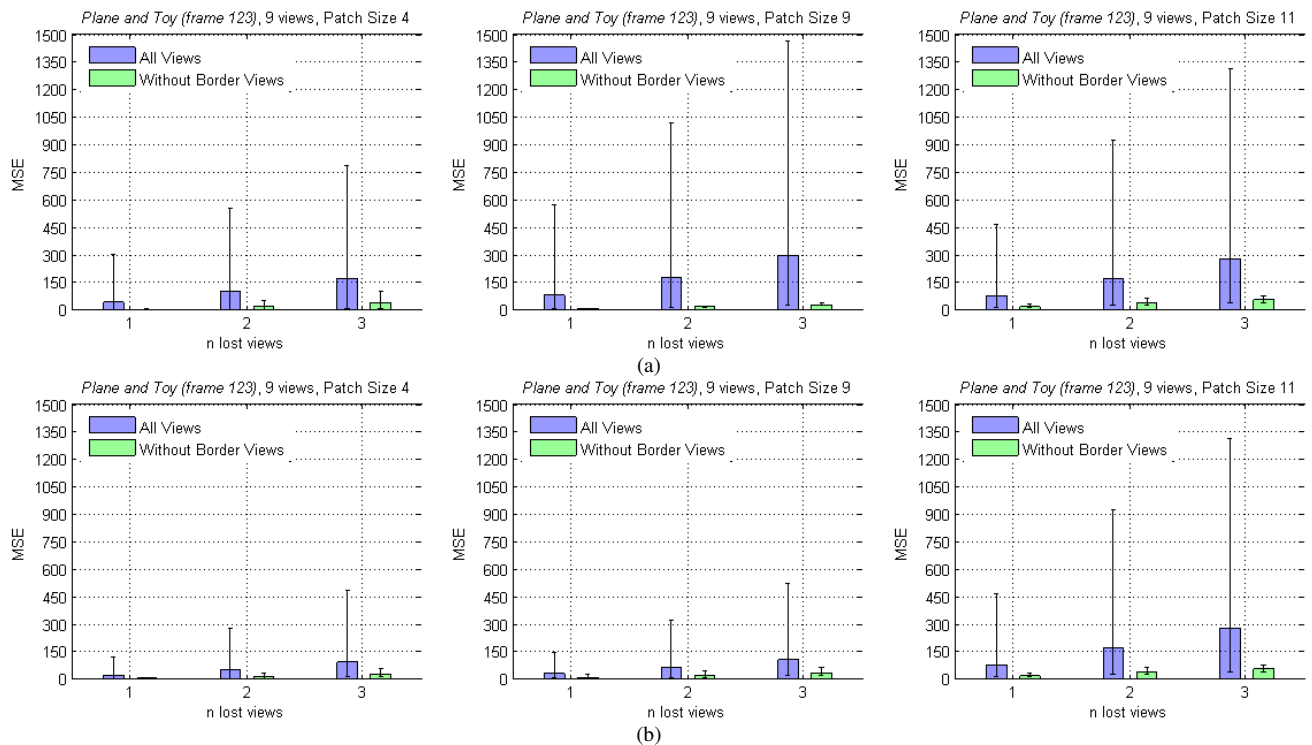 Plane and Toy (frame 123), 9 views, Patch Size 4
1500
1350
1200
1050
900
750
600
450
300
150
0
MSE
All Views
Without Border Views
1 2 3
n lost views
Plane and Toy (frame 123), 9 views, Patch Size 9
1500
1350
1200
1050
900
750
600
450
300
150
0
MSE
All Views
Without Border Views
1 2 3
n lost views
Plane and Toy (frame 123), 9 views, Patch Size 11
1500
1350
1200
1050
900
750
600
450
300
150
0
MSE
All Views
Without Border Views
1 2 3
n lost views
(a)
Plane and Toy (frame 123), 9 views, Patch Size 4
1500
1350
1200
1050
900
750
600
450
300
150
0
MSE
All Views
Without Border Views
1 2 3
n lost views
Plane and Toy (frame 123), 9 views, Patch Size 9
1500
1350
1200
1050
900
750
600
450
300
150
0
MSE
All Views
Without Border Views
1 2 3
n lost views
Plane and Toy (frame 123), 9 views, Patch Size 11
1500
1350
1200
1050
900
750
600
450
300
150
0
MSE
All Views
Without Border Views
1 2 3
n lost views
(b)